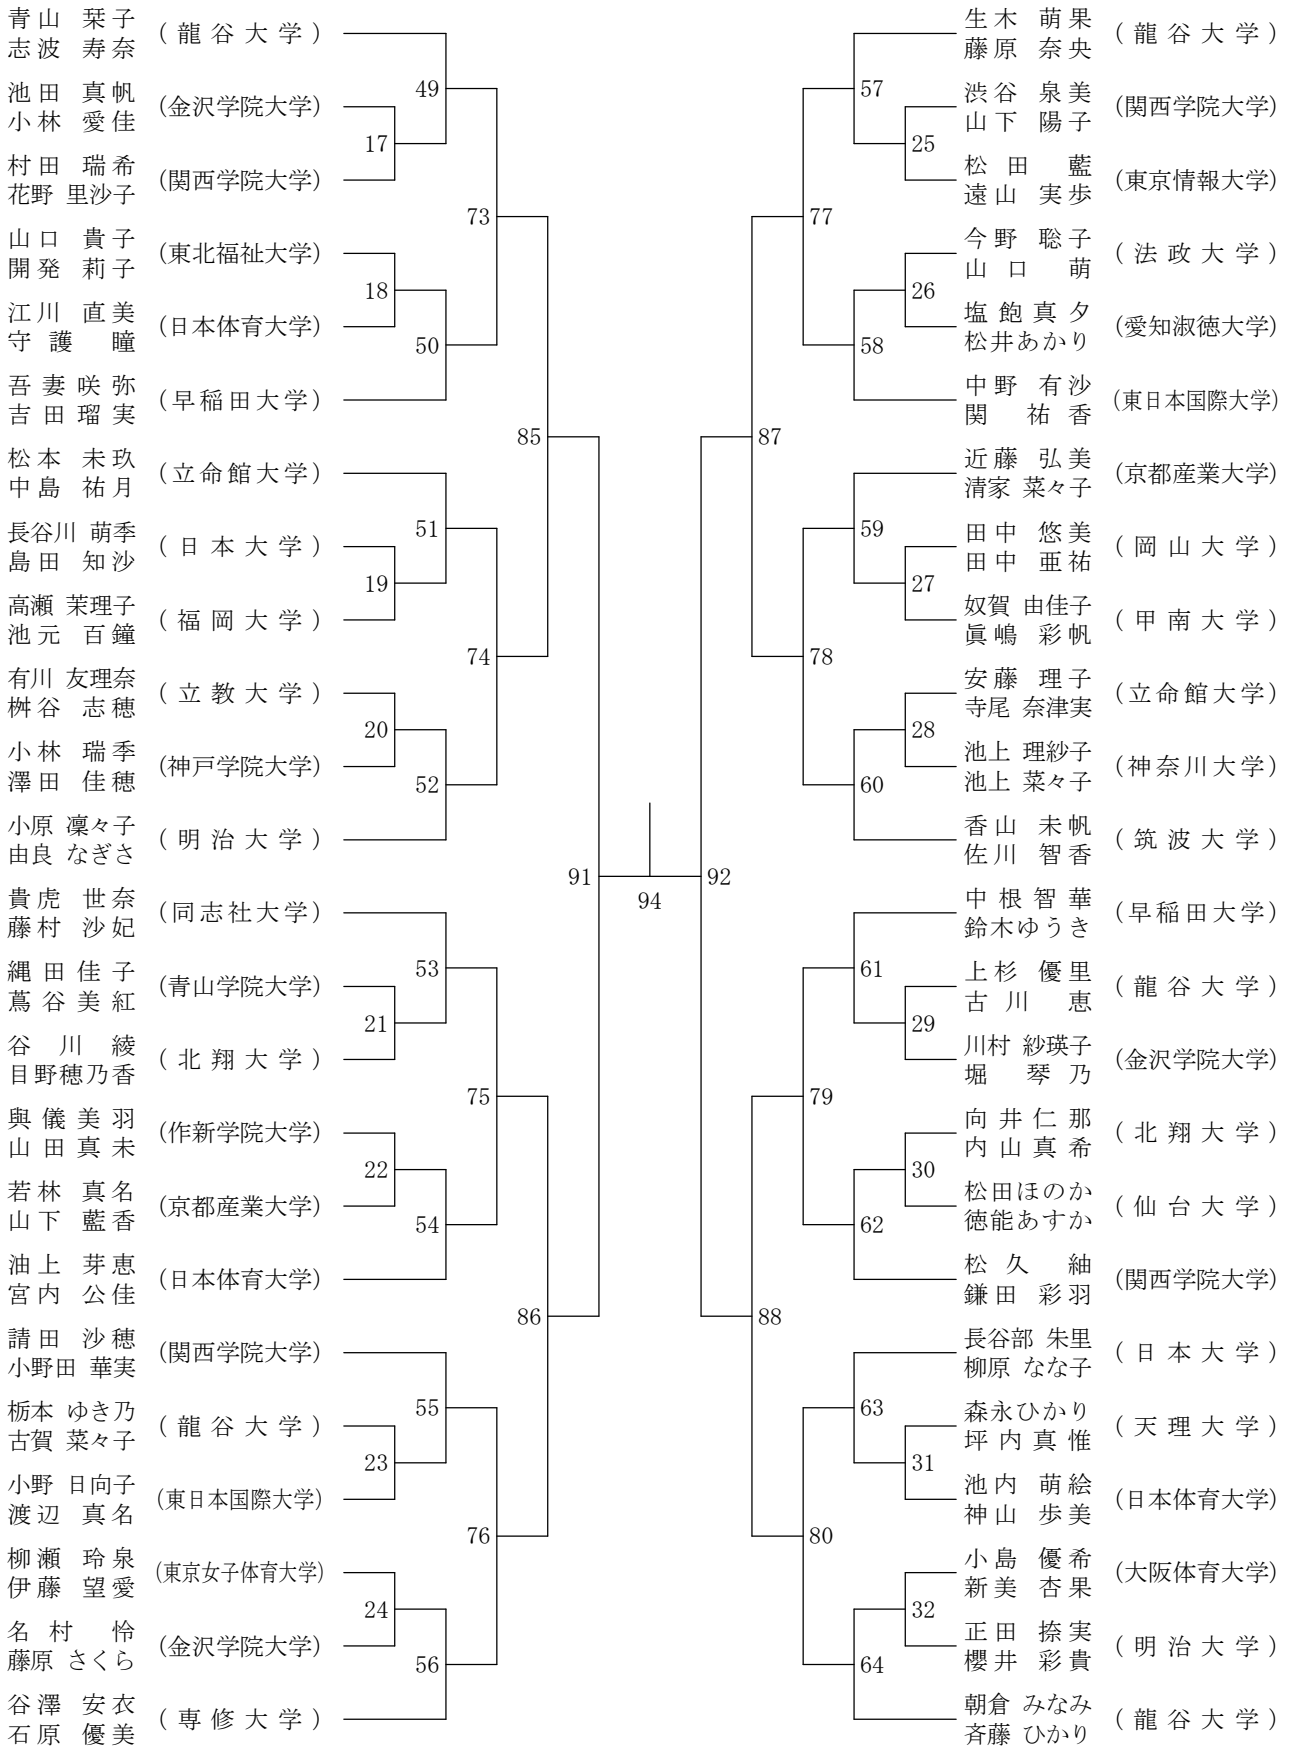 青山 栞子
志波 寿奈
(龍谷大学)
49
池田 真帆
小林 愛佳
(金沢学院大学)
17
村田 瑞希
花野 里沙子
(関西学院大学)
73
山口 貴子
開発 莉子
(東北福祉大学)
18
江川 直美
守護 瞳
(日本体育大学)
50
吾妻咲弥
吉田瑠実
(早稲田大学)
85
松本 未玖
中島 祐月
(立命館大学)
51
長谷川 萌季
島田 知沙
(日本大学)
19
高瀬 茉理子
池元 百鐘
(福岡大学)
74
有川 友理奈
桝谷 志穂
(立教大学)
20
小林 瑞季
澤田 佳穂
(神戸学院大学)
52
小原 凜々子
由良 なぎさ
(明治大学)
91
貴虎 世奈
藤村 沙妃
(同志社大学)
53
縄田佳子
蔦谷美紅
(青山学院大学)
21
谷川綾
目野穂乃香
(北翔大学)
75
與儀美羽
山田真未
(作新学院大学)
22
若林 真名
山下 藍香
(京都産業大学)
54
油上 芽恵
宮内 公佳
(日本体育大学)
86
請田 沙穂
小野田 華実
(関西学院大学)
55
栃本 ゆき乃
古賀 菜々子
(龍谷大学)
23
小野 日向子
渡辺 真名
(東日本国際大学)
76
柳瀬 玲泉
伊藤 望愛
(東京女子体育大学)
24
名村 怜
藤原 さくら
(金沢学院大学)
56
谷澤 安衣
石原 優美
(専修大学)
94
生木 萌果
藤原 奈央
(龍谷大学)
57
渋谷 泉美
山下 陽子
(関西学院大学)
25
松田 藍
遠山 実歩
(東京情報大学)
77
今野 聡子
山口 萌
(法政大学)
26
塩飽真夕
松井あかり
(愛知淑徳大学)
58
中野 有沙
関 祐香
(東日本国際大学)
87
近藤 弘美
清家 菜々子
(京都産業大学)
59
田中 悠美
田中 亜祐
(岡山大学)
27
奴賀 由佳子
眞嶋 彩帆
(甲南大学)
78
安藤 理子
寺尾 奈津実
(立命館大学)
28
池上 理紗子
池上 菜々子
(神奈川大学)
60
香山 未帆
佐川 智香
(筑波大学)
92
中根智華
鈴木ゆうき
(早稲田大学)
61
上杉 優里
古川 恵
(龍谷大学)
29
川村 紗瑛子
堀 琴乃
(金沢学院大学)
79
向井仁那
内山真希
(北翔大学)
30
松田ほのか
徳能あすか
(仙台大学)
62
松久 紬
鎌田 彩羽
(関西学院大学)
88
長谷部 朱里
柳原 なな子
(日本大学)
63
森永ひかり
坪内真惟
(天理大学)
31
池内 萌絵
神山 歩美
(日本体育大学)
80
小島 優希
新美 杏果
(大阪体育大学)
32
正田 捺実
櫻井 彩貴
(明治大学)
64
朝倉 みなみ
斉藤 ひかり
(龍谷大学)